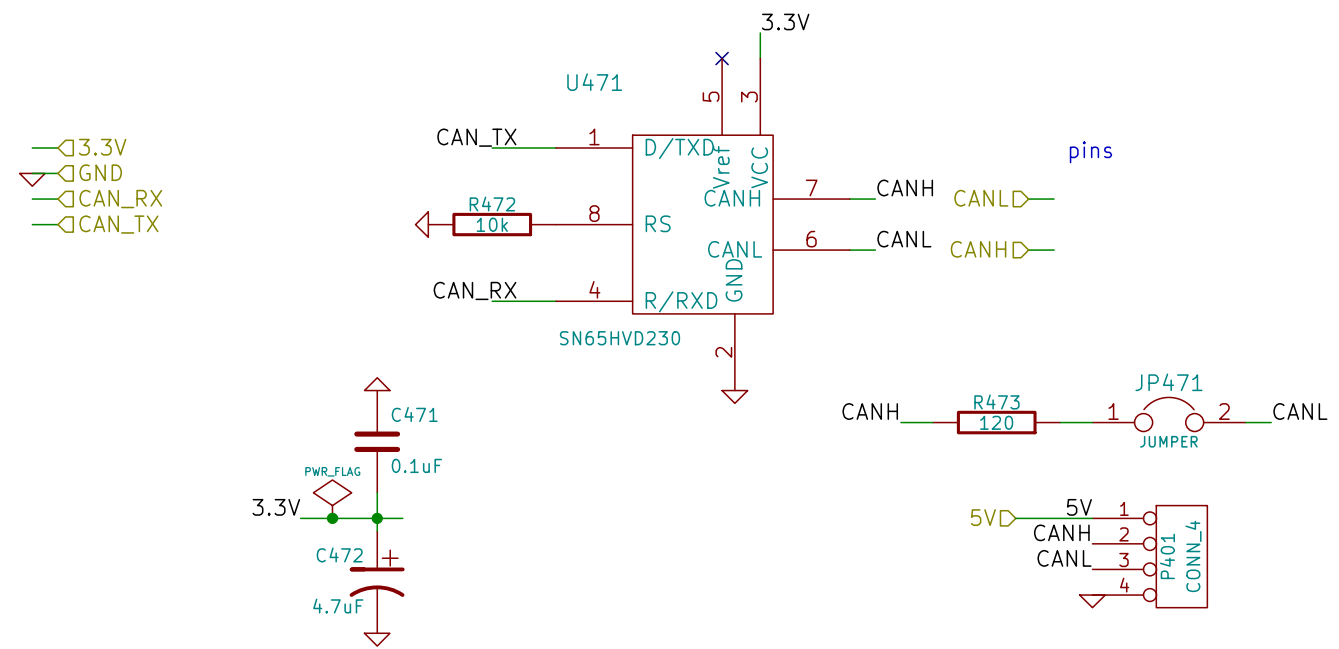 3.3V
GND
CAN_RX
CAN_TX
U471
SN65HVD230
3.3V
5
3
CAN_TX
1
D/TXD
Vref
VCC
R472
10k
8
RS
CAN_RX
4
R/RXD
GND
2
CANH
7
CANH
CANL
6
CANL
pins
CANL
CANH
C471
0.1uF
PWR_FLAG
3.3V
C472
+
4.7uF
CANH
R473
120
JP471
1
2
JUMPER
CANL
5V
5V
1
CANH
2
CANL
3
4
P401
CONN_4